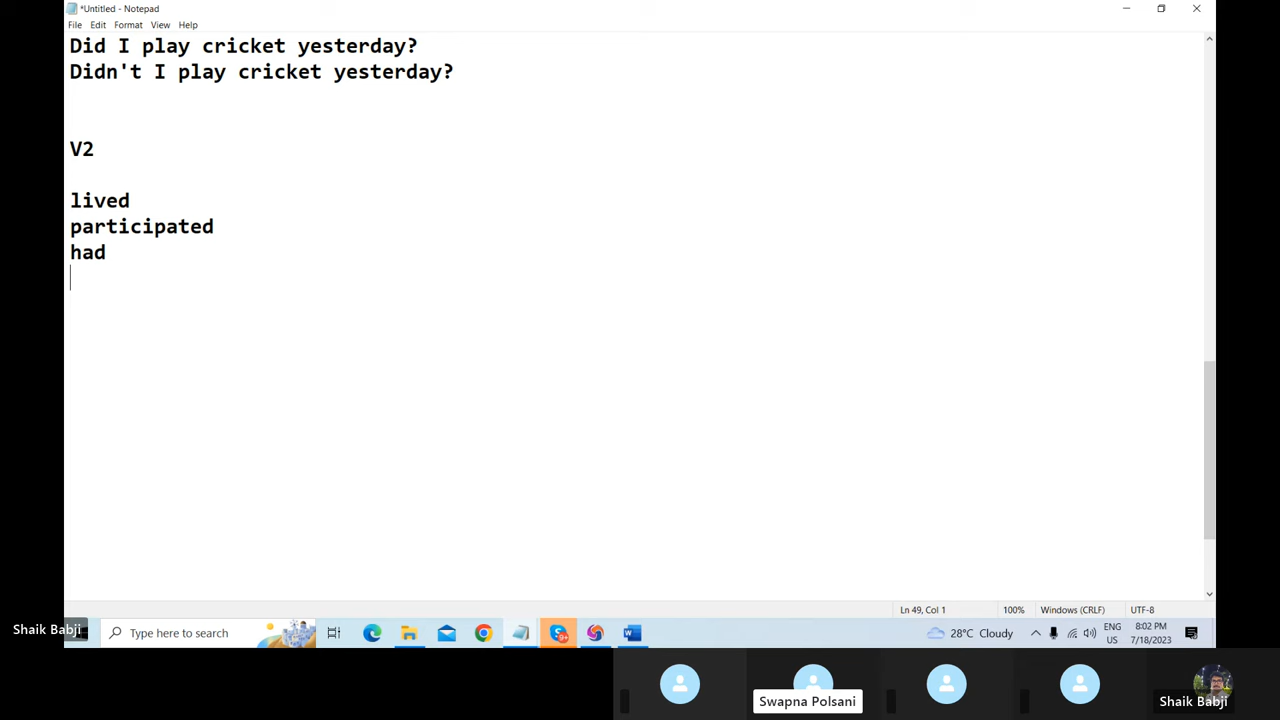 *Untitled - Notepad
File Edit Format View Help
Did I play cricket yesterday?
Didn't I play cricket yesterday?
V2
lived
participated
had
Ln 49, Col 1 100% Windows (CRLF) UTF-8
Shaik Babji
Type here to search
9+
28°C Cloudy
ENG
US
8:02 PM
7/18/2023
Swapna Polsani
Shaik Babji